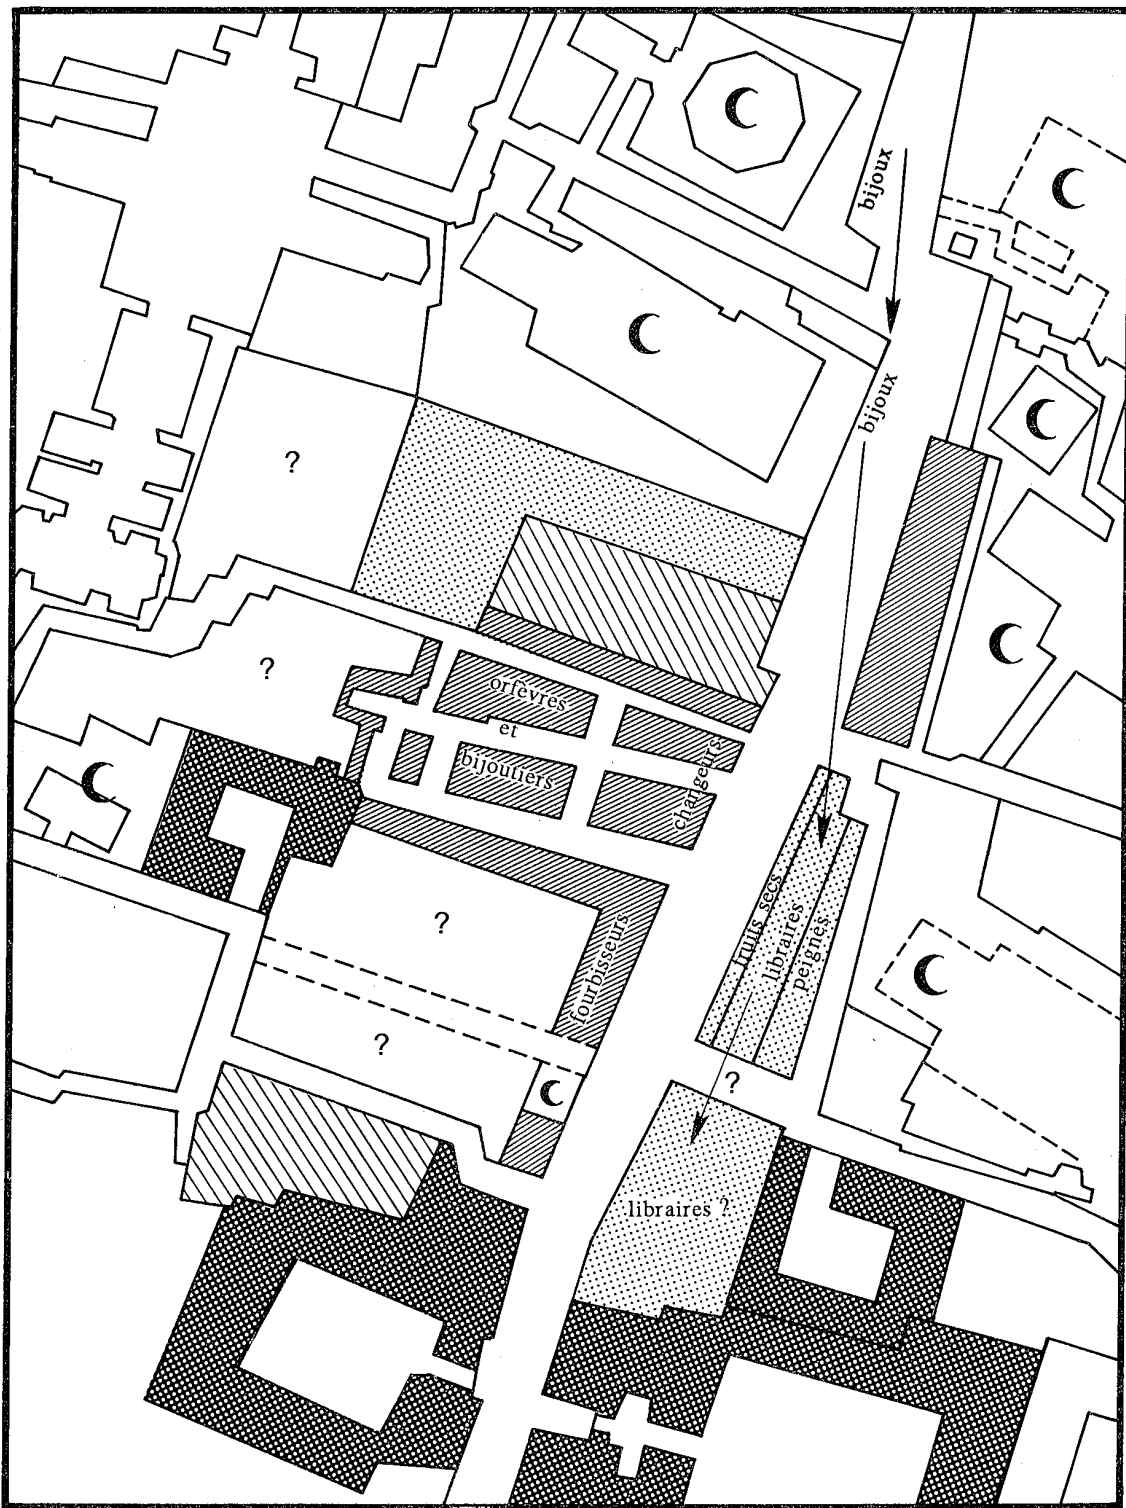 bijoux
bijoux
?
?
orfèvres
et
bijoutiers
changeurs
?
fourbisseurs
fruits secs
libraires
peignes
?
?
libraires ?